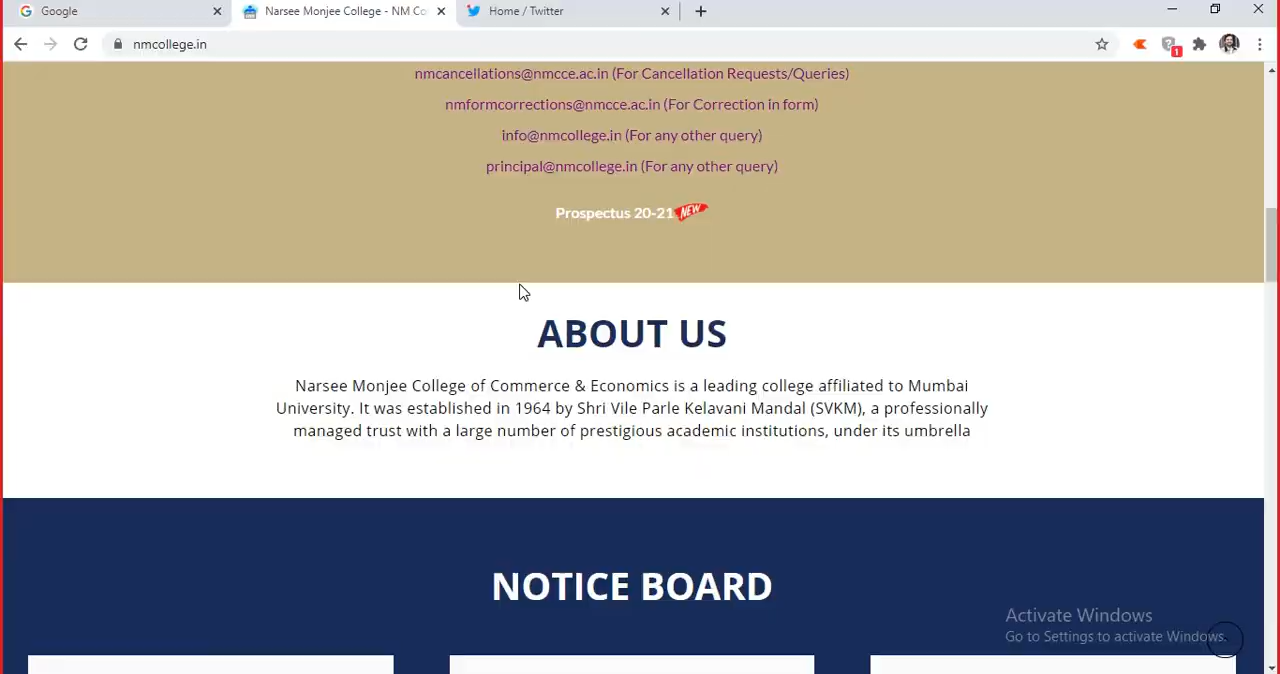 Google
Narsee Monjee College - NM Co
Home / Twitter
nmcollege.in
1
nmcancellations@nmcce.ac.in (For Cancellation Requests/Queries)
nmformcorrections@nmcce.ac.in (For Correction in form)
info@nmcollege.in (For any other query)
principal@nmcollege.in (For any other query)
Prospectus 20-21 NEW
ABOUT US
Narsee Monjee College of Commerce & Economics is a leading college affiliated to Mumbai
University. It was established in 1964 by Shri Vile Parle Kelavani Mandal (SVKM), a professionally
managed trust with a large number of prestigious academic institutions, under its umbrella
NOTICE BOARD
Activate Windows
Go to Settings to activate Windows.